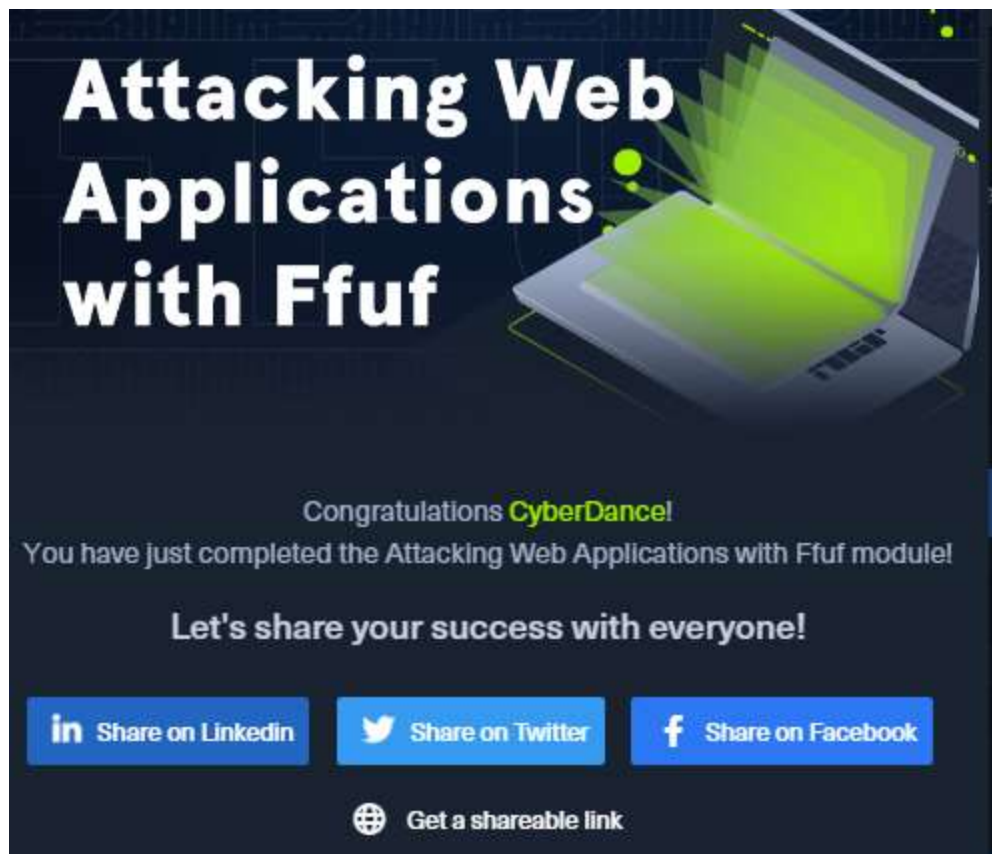 Attacking Web
Applications
with Ffuf
Congratulations CyberDance!
You have just completed the Attacking Web Applications with Ffuf module!
Let's share your success with everyone!
in Share on Linkedin
Share on Twitter
f Share on Facebook
Get a shareable link